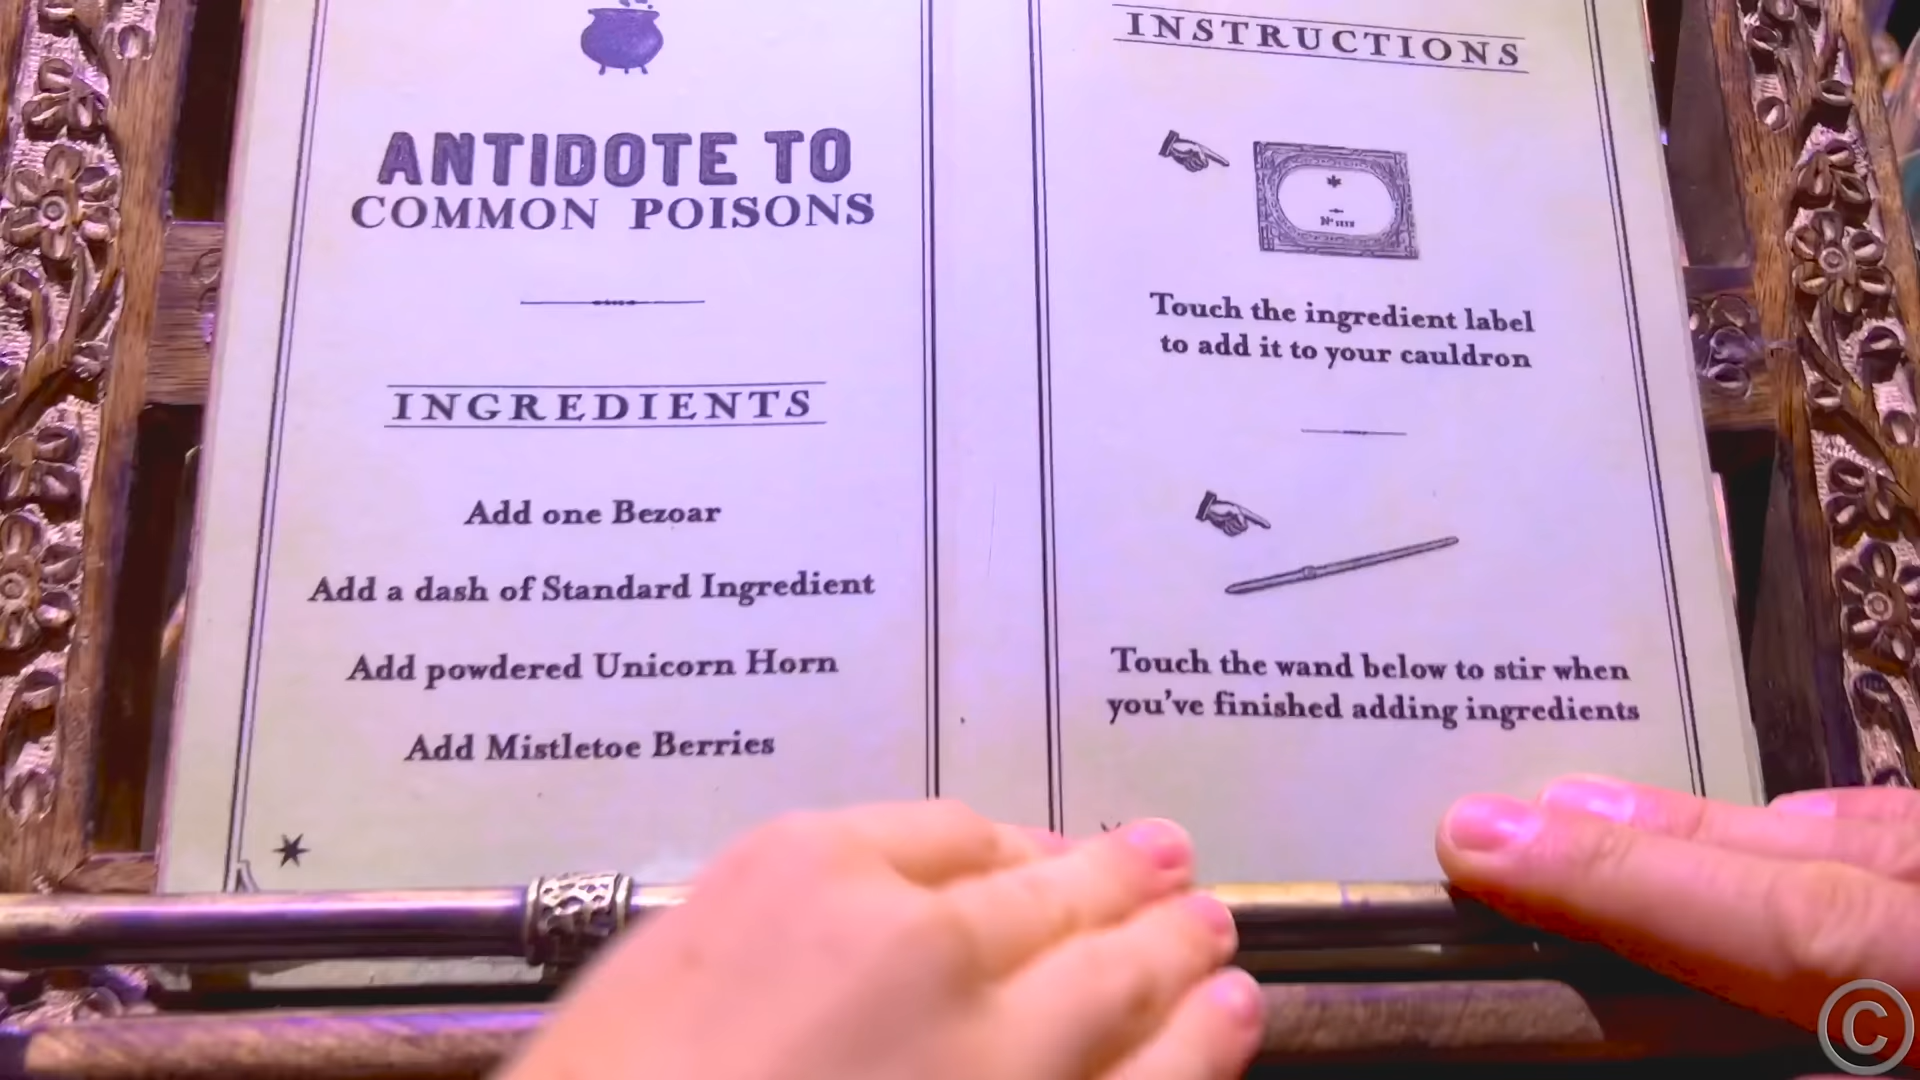 ANTIDOTE TO
COMMON POISONS
INGREDIENTS
Add one Bezoar
Add a dash of Standard Ingredient
Add powdered Unicorn Horn
Add Mistletoe Berries
INSTRUCTIONS
Touch the ingredient label
to add it to your cauldron
Touch the wand below to stir when
you've finished adding ingredients
©